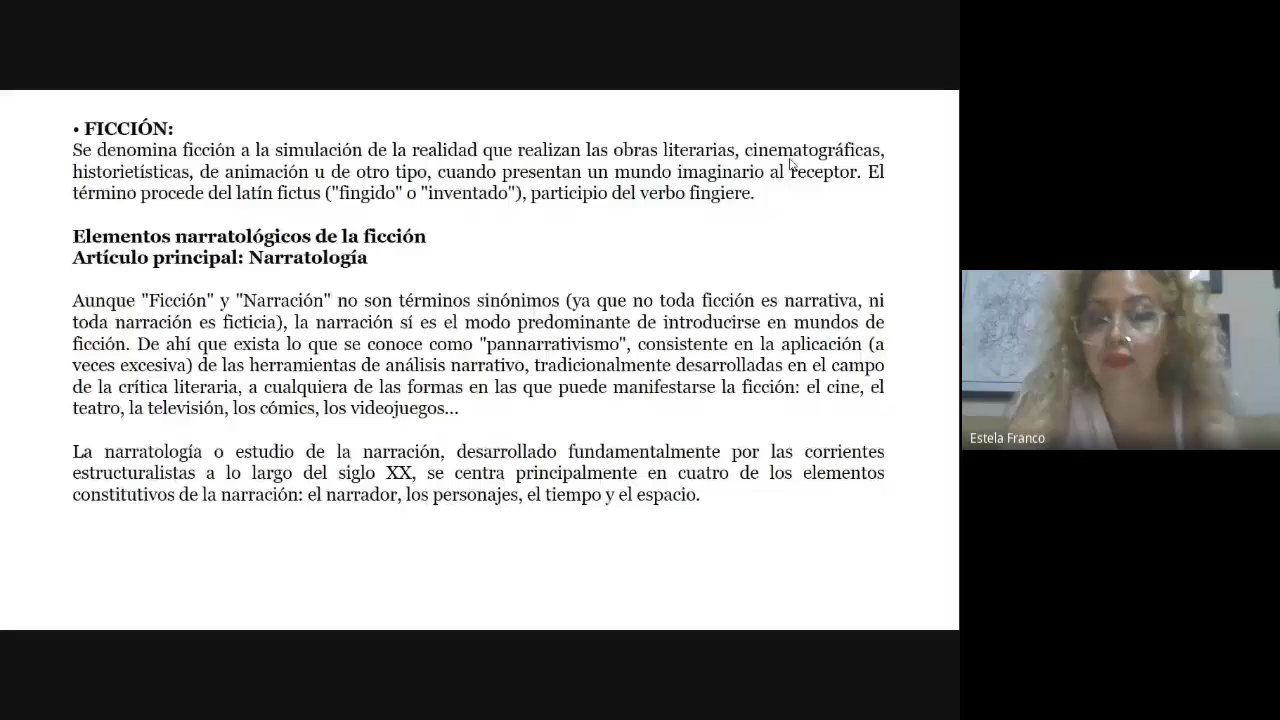 • FICCIÓN:
Se denomina ficción a la simulación de la realidad que realizan las obras literarias, cinematográficas,
historietísticas, de animación u de otro tipo, cuando presentan un mundo imaginario al receptor. El
término procede del latín fictus ("fingido" o "inventado"), participio del verbo fingiere.
Elementos narratológicos de la ficción
Artículo principal: Narratología
Aunque "Ficción" y "Narración" no son términos sinónimos (ya que no toda ficción es narrativa, ni
toda narración es ficticia), la narración sí es el modo predominante de introducirse en mundos de
ficción. De ahí que exista lo que se conoce como "pannarrativismo", consistente en la aplicación (a
veces excesiva) de las herramientas de análisis narrativo, tradicionalmente desarrolladas en el campo
de la crítica literaria, a cualquiera de las formas en las que puede manifestarse la ficción: el cine, el
teatro, la televisión, los cómics, los videojuegos...
La narratología o estudio de la narración, desarrollado fundamentalmente por las corrientes
estructuralistas a lo largo del siglo XX, se centra principalmente en cuatro de los elementos
constitutivos de la narración: el narrador, los personajes, el tiempo y el espacio.
Estela Franco